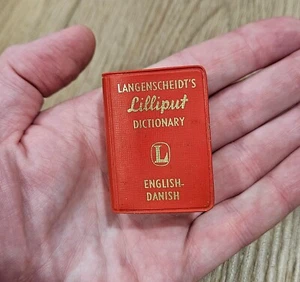 LANGENSCHEIDT'S
Lilliput
DICTIONARY
L
ENGLISH-
DANISH